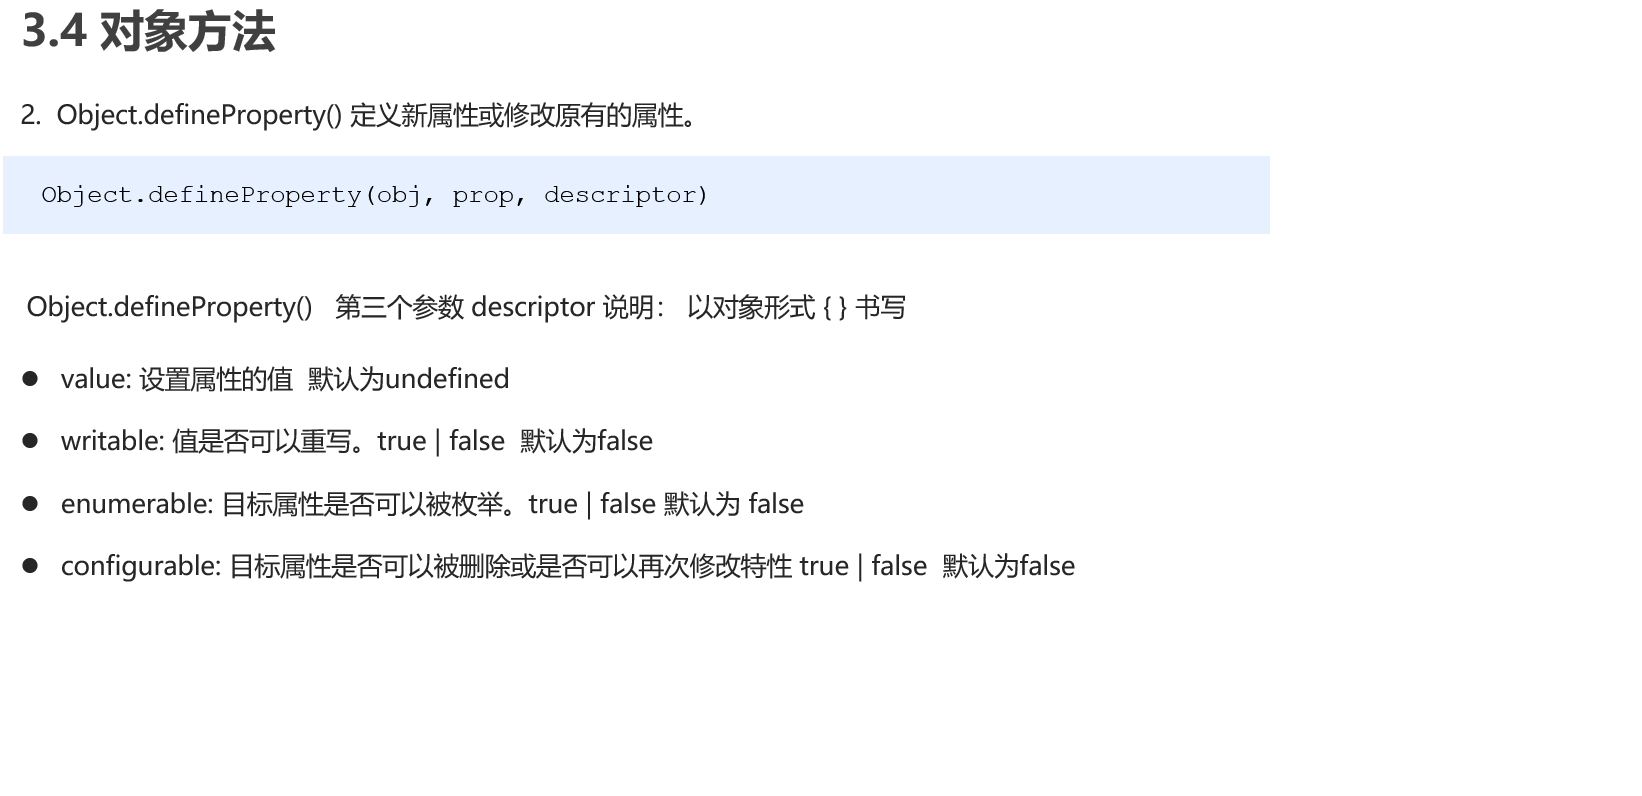 3.4 对象方法
2. Object.defineProperty() 定义新属性或修改原有的属性。
Object.defineProperty(obj, prop, descriptor)
Object.defineProperty() 第三个参数 descriptor 说明： 以对象形式 { } 书写
● value: 设置属性的值 默认为undefined
● writable: 值是否可以重写。true | false 默认为false
● enumerable: 目标属性是否可以被枚举。true | false 默认为 false
● configurable: 目标属性是否可以被删除或是否可以再次修改特性 true | false 默认为false